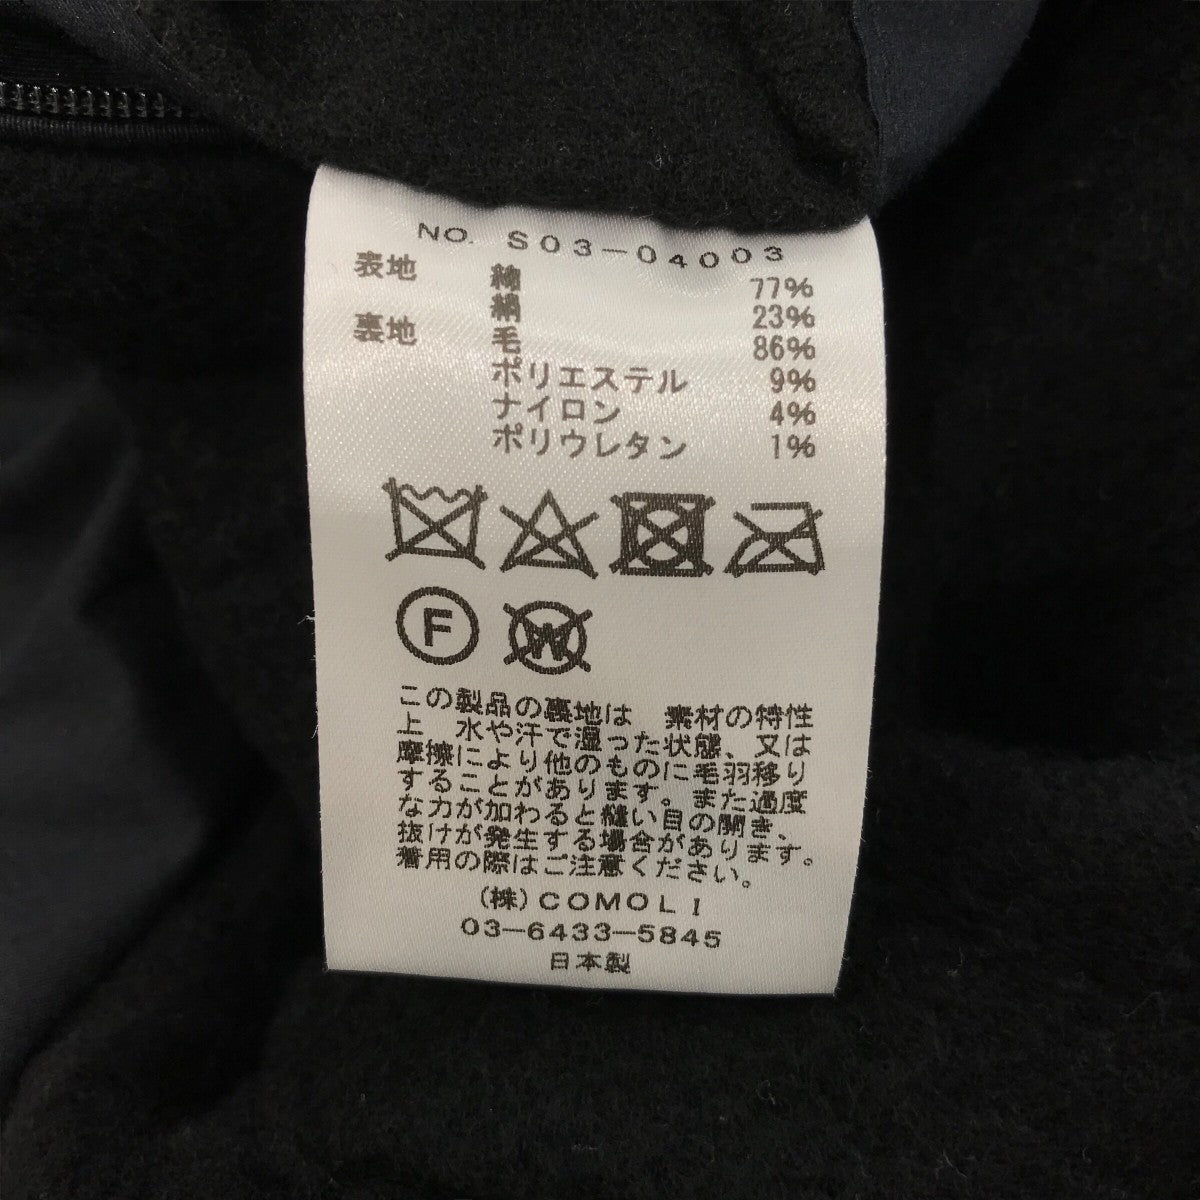 NO. S03-04003
表地 綿 77%
絹 23%
裏地 毛 86%
ポリエステル 9%
ナイロン 4%
ポリウレタン 1%
F
W
この製品の裏地は 素材の特性
上 水や汗で湿った状態、又は
摩擦により他のものに毛羽移り
することがあります。また過度
な力が加わると縫い目の開き、
抜けが発生する場合があります。
着用の際はご注意ください。
(株)COMOLI
03-6433-5845
日本製